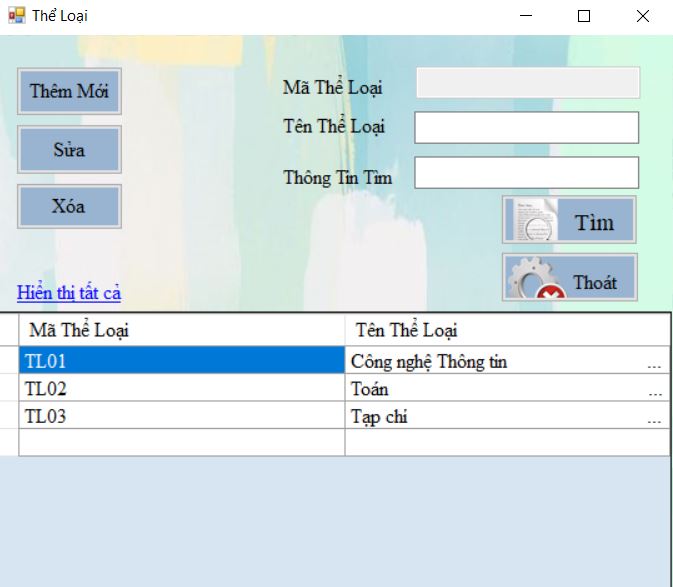 Thể Loại
Thêm Mới
Sửa
Xóa
Hiển thị tất cả
Mã Thể Loại
Tên Thể Loại
Thông Tin Tìm
Tìm
Thoát
Mã Thể Loại Tên Thể Loại
TL01 Công nghệ Thông tin ...
TL02 Toán ...
TL03 Tạp chi ...